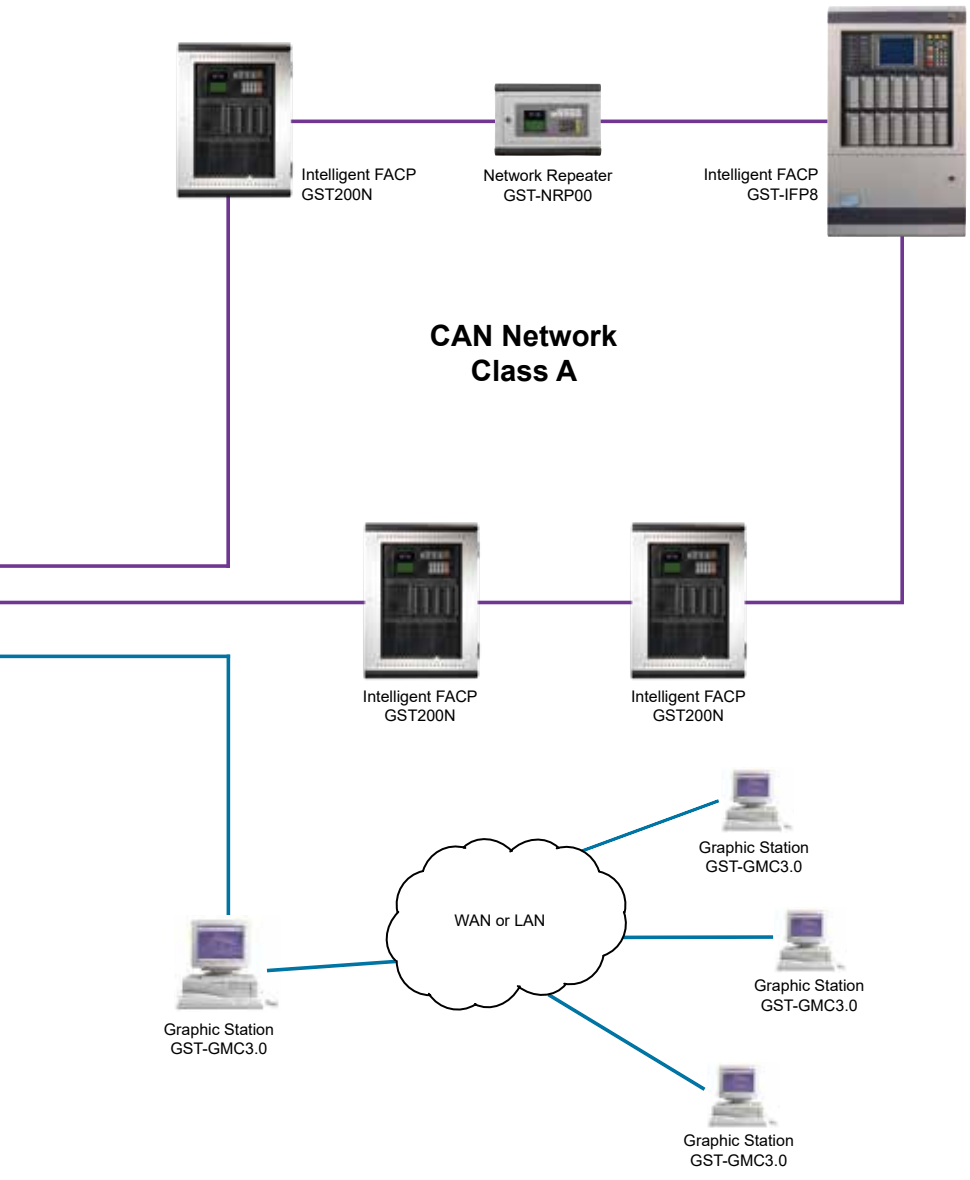 Intelligent FACP
GST200N
Network Repeater
GST-NRP00
Intelligent FACP
GST-IFP8
CAN Network
Class A
Intelligent FACP
GST200N
Intelligent FACP
GST200N
Graphic Station
GST-GMC3.0
WAN or LAN
Graphic Station
GST-GMC3.0
Graphic Station
GST-GMC3.0
Graphic Station
GST-GMC3.0